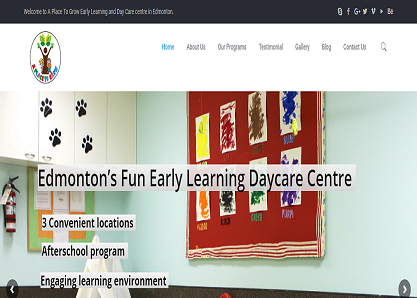 Welcome to A Place To Grow Early Learning and Day Care centre in Edmonton.
Home About Us Our Programs Testimonial Gallery Blog Contact Us
Edmonton's Fun Early Learning Daycare Centre
3 Convenient locations
Afterschool program
Engaging learning environment